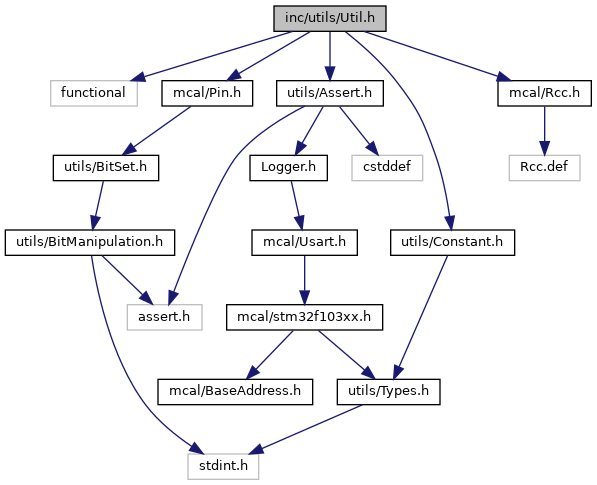 inc/utils/Util.h
functional
mcal/Pin.h
utils/Assert.h
mcal/Rcc.h
utils/BitSet.h
Logger.h
cstddef
Rcc.def
utils/BitManipulation.h
mcal/Usart.h
utils/Constant.h
assert.h
mcal/stm32f103xx.h
mcal/BaseAddress.h
utils/Types.h
stdint.h